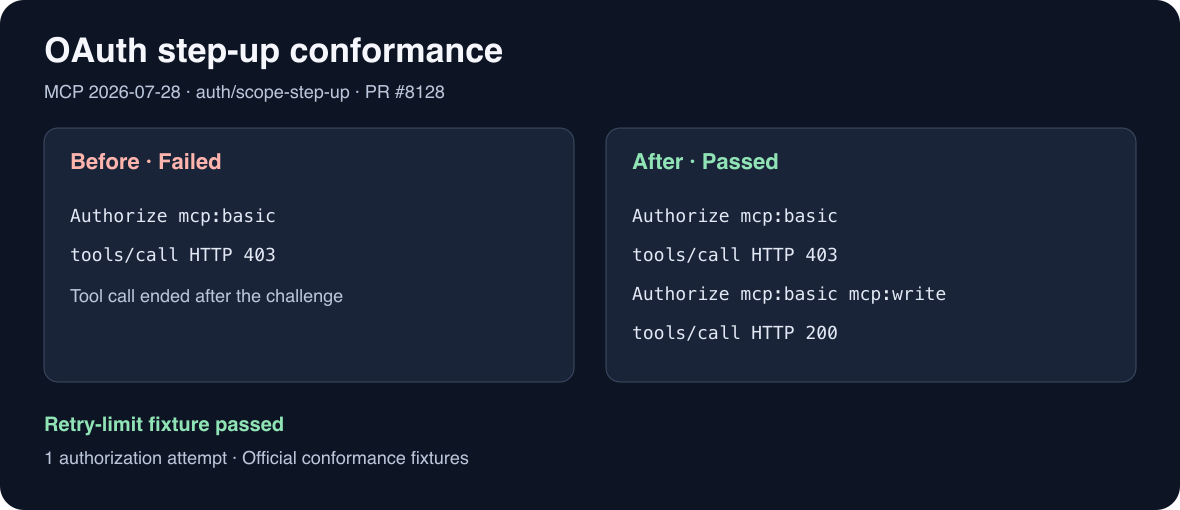 OAuth step-up conformance
MCP 2026-07-28 · auth/scope-step-up · PR #8128
Before · Failed
Authorize mcp:basic
tools/call HTTP 403
Tool call ended after the challenge
After · Passed
Authorize mcp:basic
tools/call HTTP 403
Authorize mcp:basic mcp:write
tools/call HTTP 200
Retry-limit fixture passed
1 authorization attempt · Official conformance fixtures